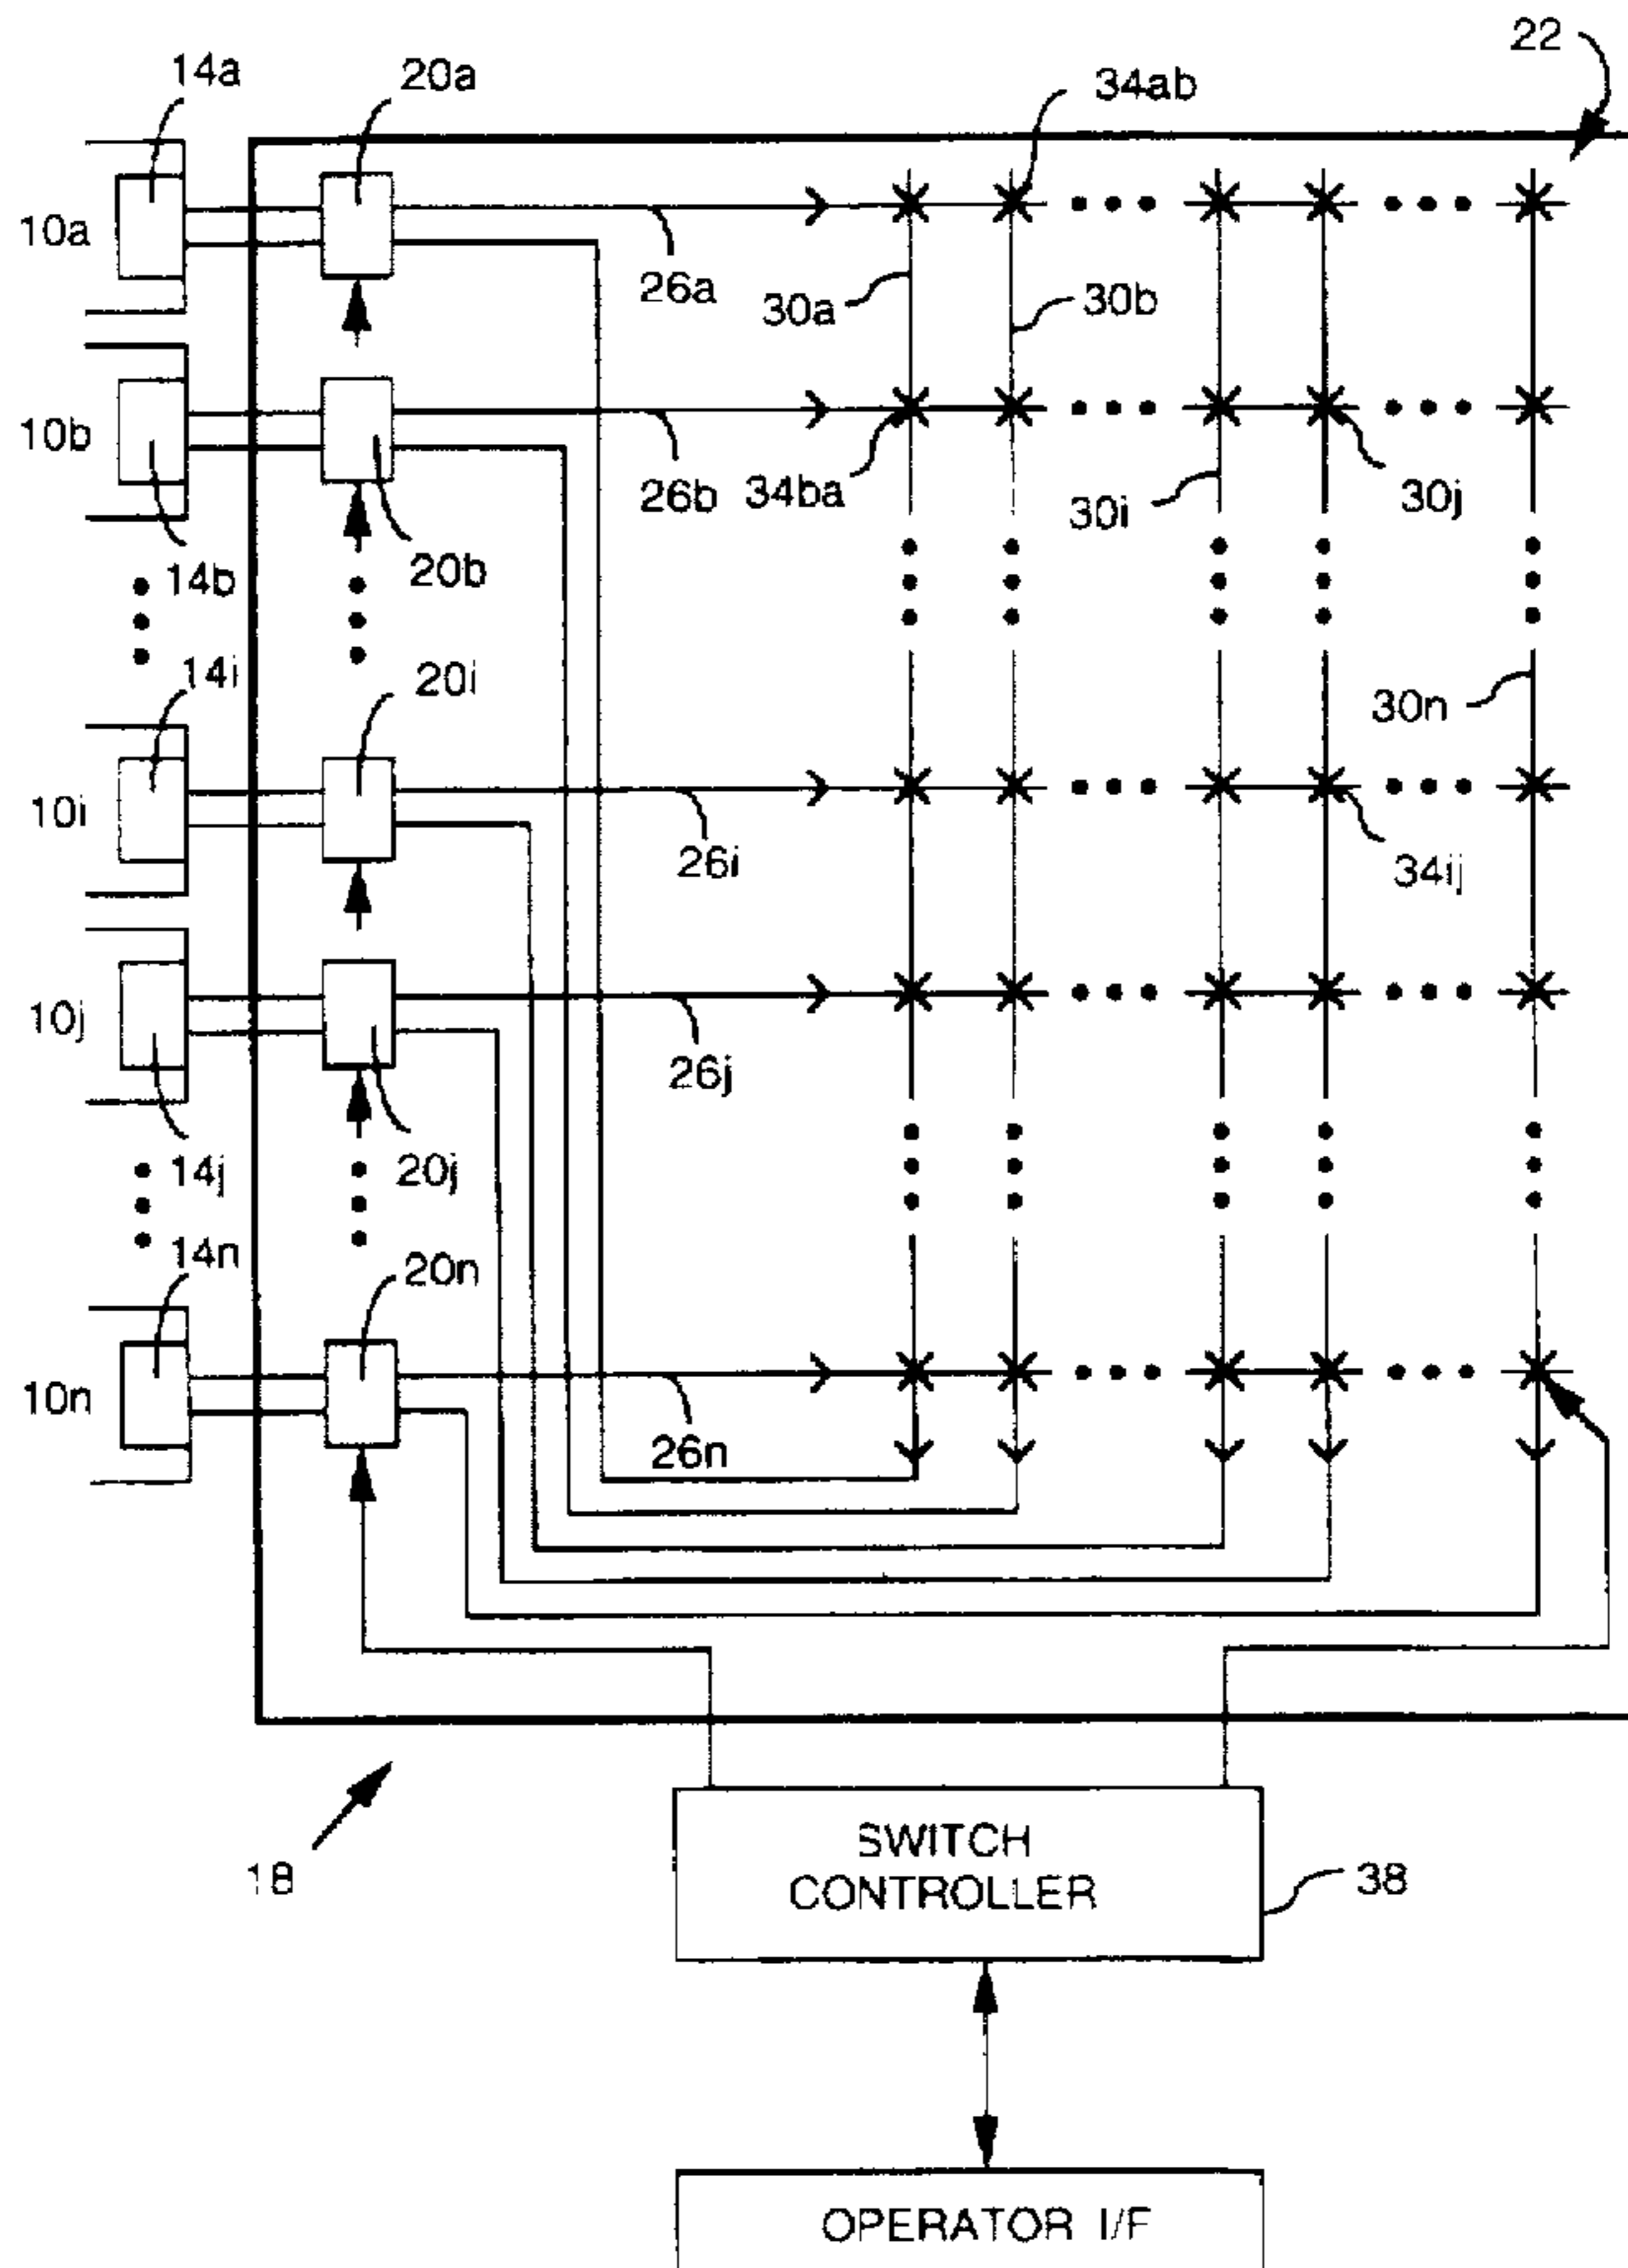 22
14a
20a
34ab
10a
26a
30a
30b
10b
26b
34ba
30i
30j
14b
20b
14i
20i
30n
10i
26i
34ij
10j
26j
14j
20j
14n
20n
10n
26n
18
SWITCH
CONTROLLER
38
OPERATOR I/F